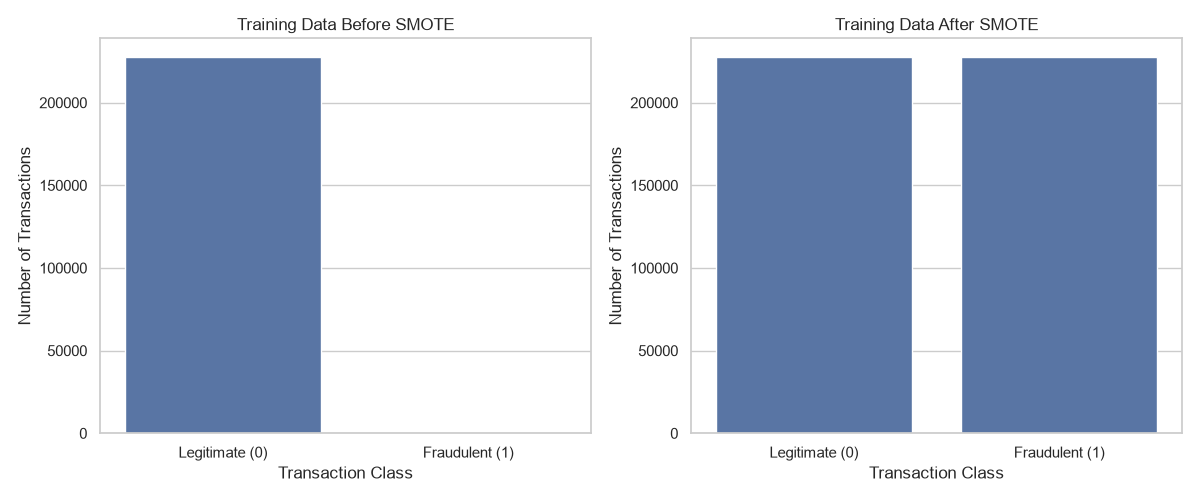 Training Data Before SMOTE
Number of Transactions
200000
150000
100000
50000
0
Legitimate (0)
Fraudulent (1)
Transaction Class
Training Data After SMOTE
Number of Transactions
200000
150000
100000
50000
0
Legitimate (0)
Fraudulent (1)
Transaction Class